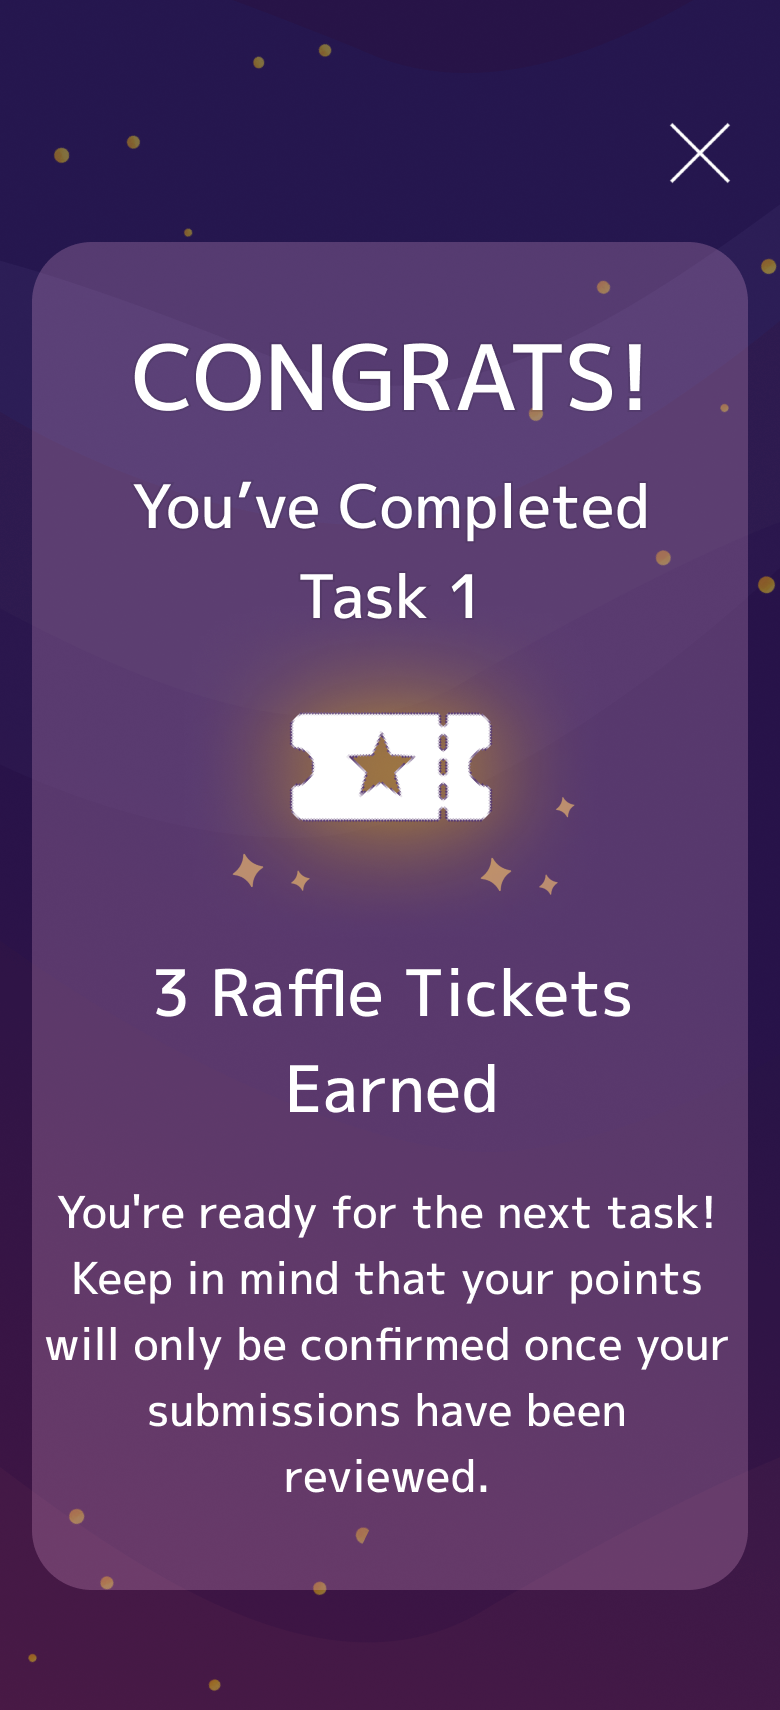 CONGRATS!
You’ve Completed
Task 1
3 Raffle Tickets
Earned
You're ready for the next task!
Keep in mind that your points
will only be confirmed once your
submissions have been
reviewed.